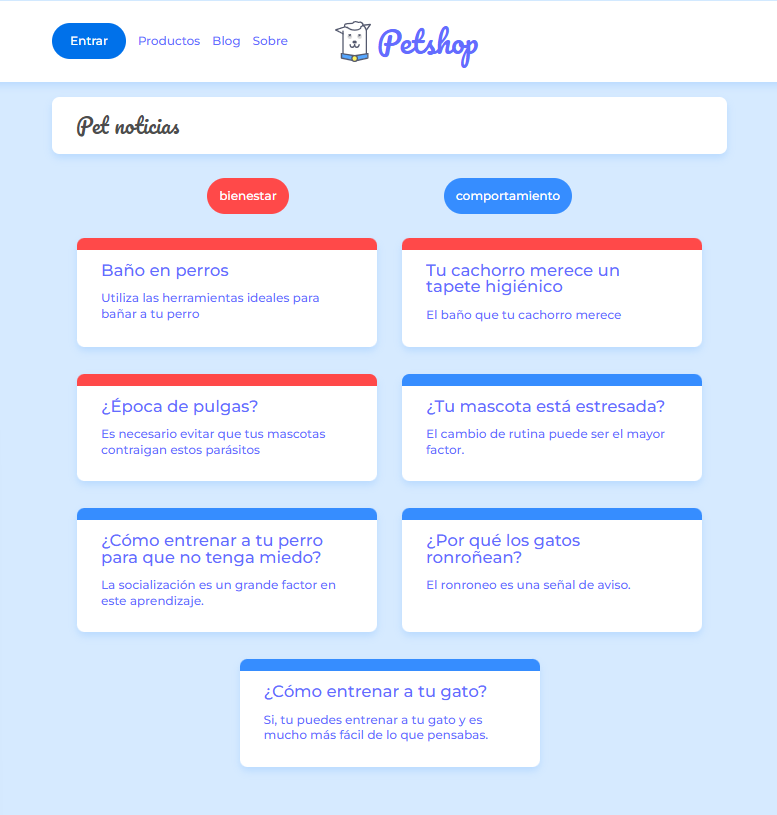 Entrar Productos Blog Sobre Petshop
Pet noticias
bienestar comportamiento
Baño en perros
Utiliza las herramientas ideales para
bañar a tu perro
Tu cachorro merece un
tapete higiénico
El baño que tu cachorro merece
¿Época de pulgas?
Es necesario evitar que tus mascotas
contraigan estos parásitos
¿Tu mascota está estresada?
El cambio de rutina puede ser el mayor
factor.
¿Cómo entrenar a tu perro
para que no tenga miedo?
La socialización es un grande factor en
este aprendizaje.
¿Por qué los gatos
ronroñean?
El ronroneo es una señal de aviso.
¿Cómo entrenar a tu gato?
Si, tu puedes entrenar a tu gato y es
mucho más fácil de lo que pensabas.